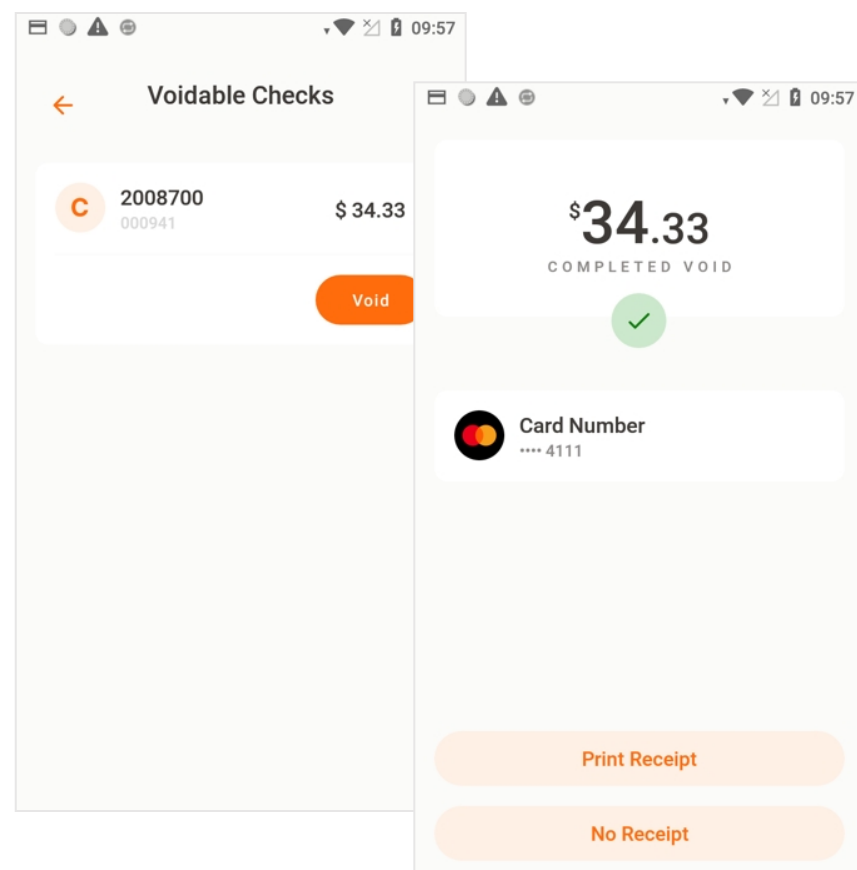 09:57
Voidable Checks
C
2008700
$ 34.33
000941
Void
09:57
$34.33
COMPLETED VOID
Card Number
•••• 4111
Print Receipt
No Receipt